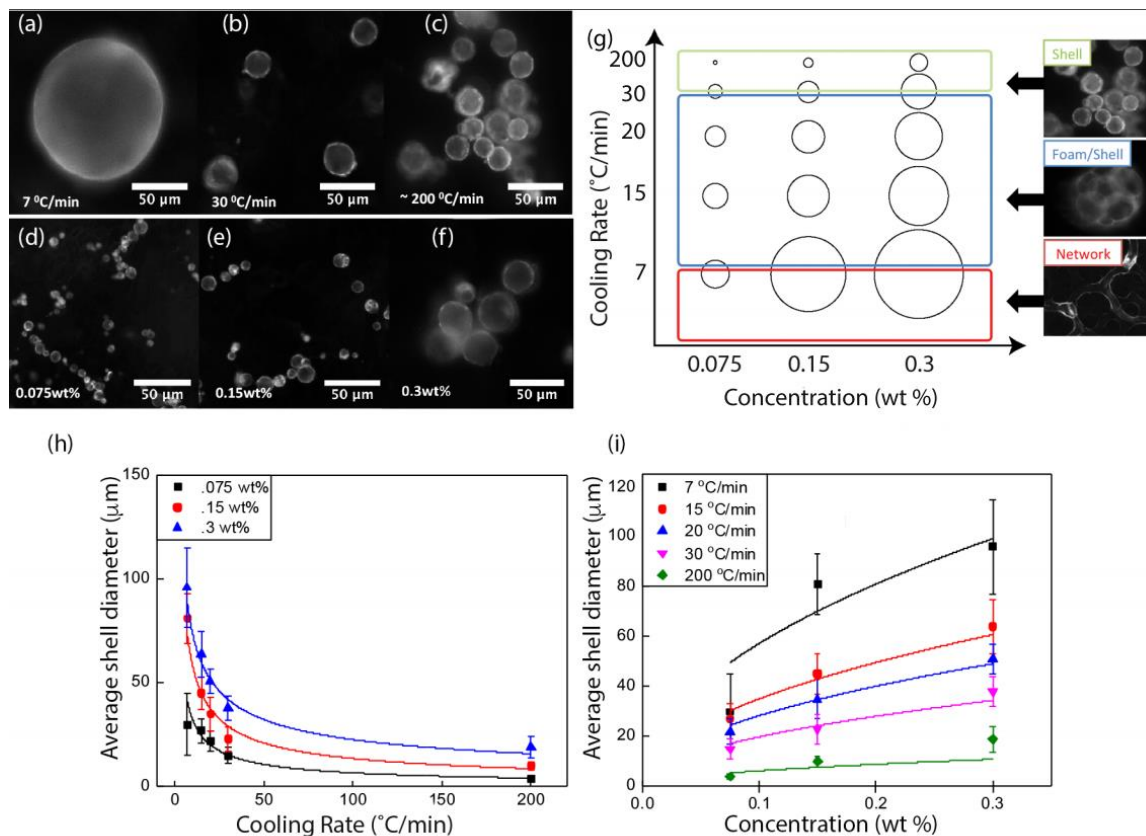 (a)
7 ⁰C/min
50 µm
(b)
30 ⁰C/min
50 µm
(c)
~ 200 ⁰C/min
50 µm
(d)
0.075wt%
50 µm
(e)
0.15wt%
50 µm
(f)
0.3wt%
50 µm
(g)
Cooling Rate (°C/min)
200
30
20
15
7
0.075 0.15 0.3
Concentration (wt %)
Shell
Foam/Shell
Network
(h)
Average shell diameter (µm)
150
100
50
0
.075 wt%
.15 wt%
.3 wt%
0 50 100 150 200
Cooling Rate (˚C/min)
(i)
Average shell diameter (µm)
120
100
80
60
40
20
0
7 °C/min
15 °C/min
20 °C/min
30 °C/min
200 °C/min
0.0 0.1 0.2 0.3
Concentration (wt %)